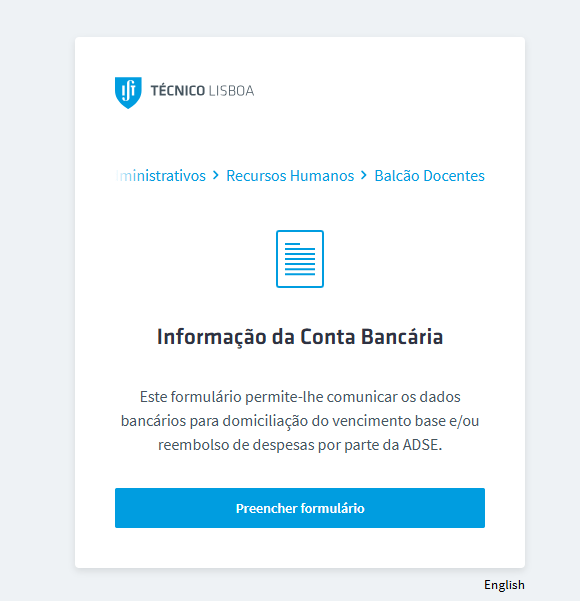 TÉCNICO LISBOA
ministrativos > Recursos Humanos > Balcão Docentes
Informação da Conta Bancária
Este formulário permite-lhe comunicar os dados
bancários para domiciliação do vencimento base e/ou
reembolso de despesas por parte da ADSE.
Preencher formulário
English